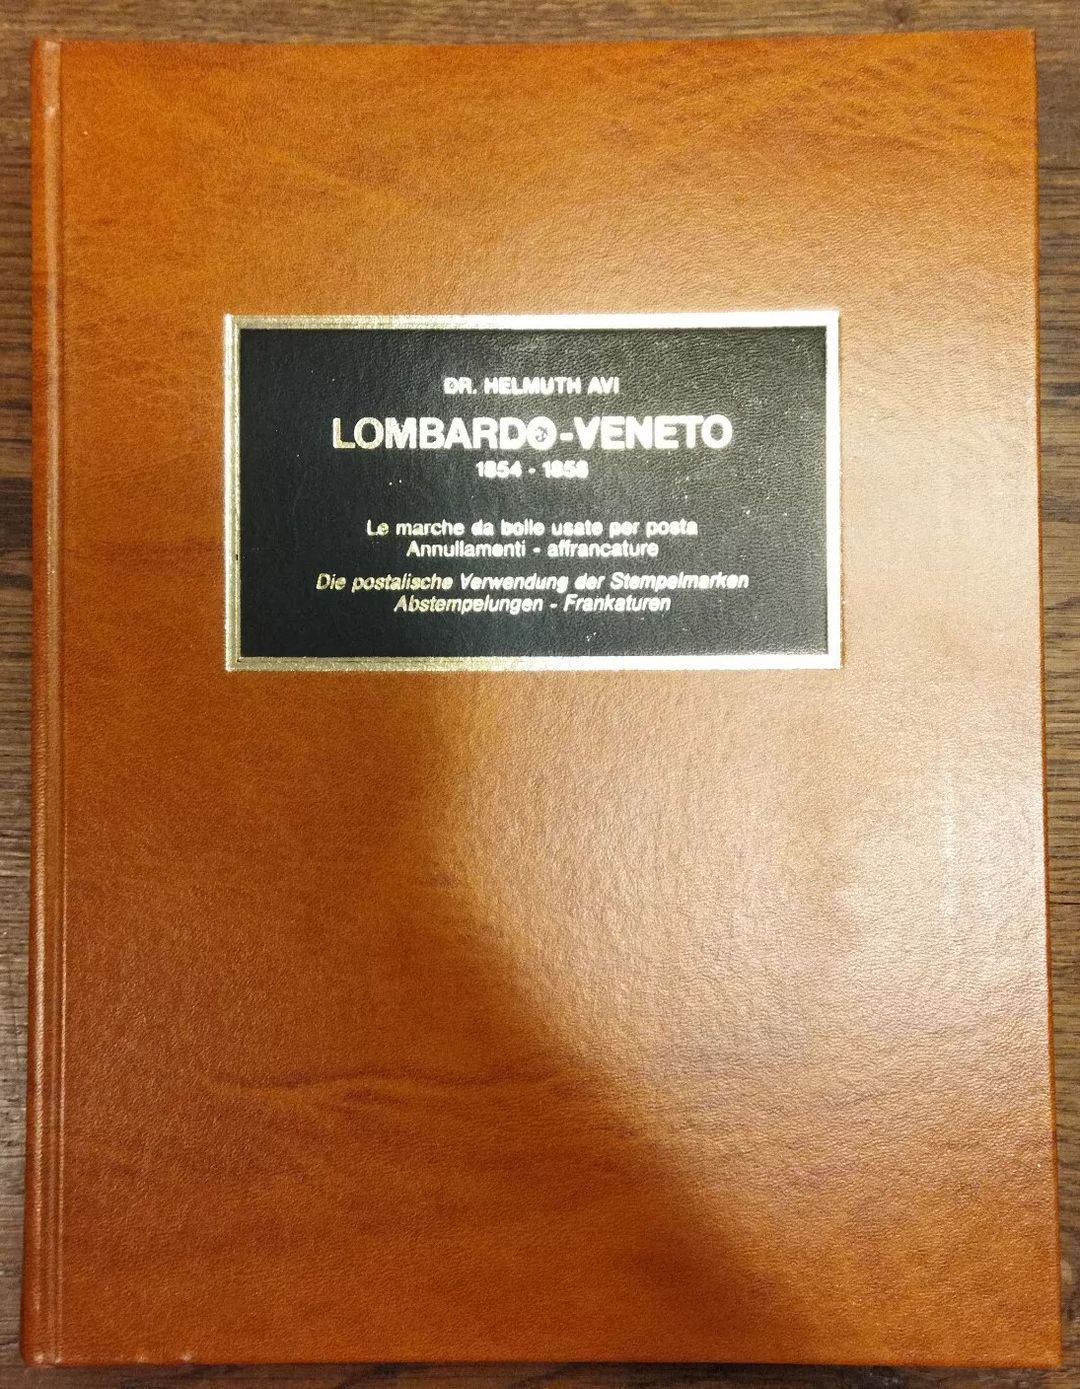 DR. HELMUTH AVI
LOMBARDO-VENETO
1854 - 1858
Le marche da bollo usate per posta
Annullamenti - affrancature
Die postalische Verwendung der Stempelmarken
Abstempelungen - Frankaturen